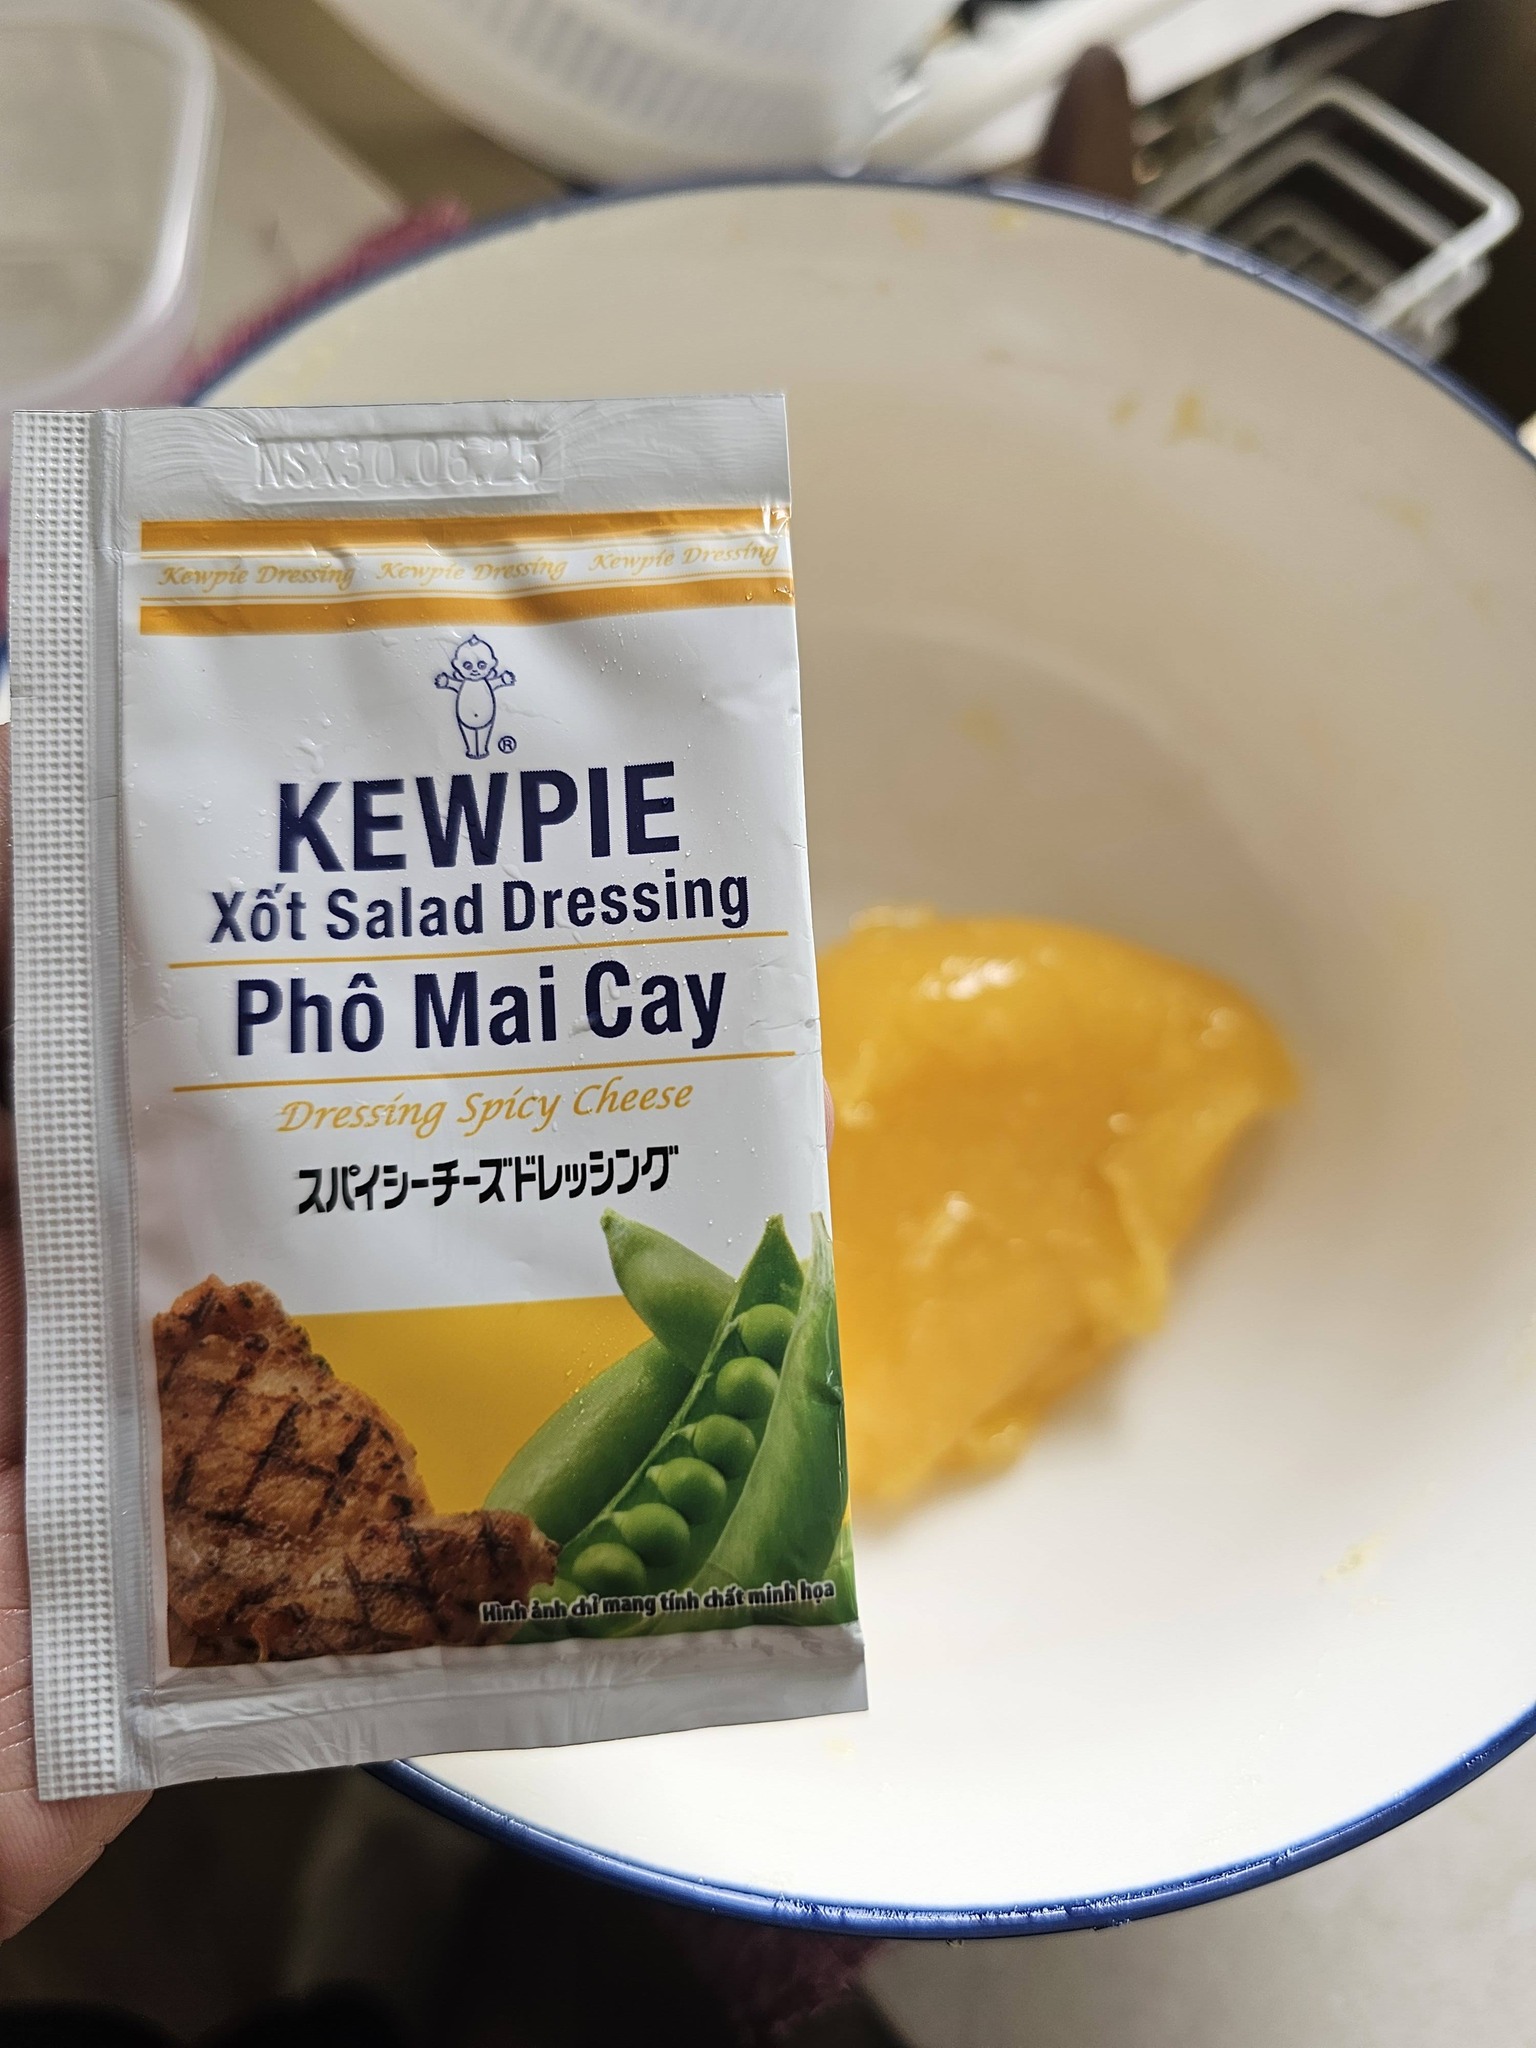 NSX30.06.25
Kewpie Dressing Kewpie Dressing Kewpie Dressing
®
KEWPIE
Xốt Salad Dressing
Phô Mai Cay
Dressing Spicy Cheese
スパイシーチーズドレッシング
Hình ảnh chỉ mang tính chất minh họa